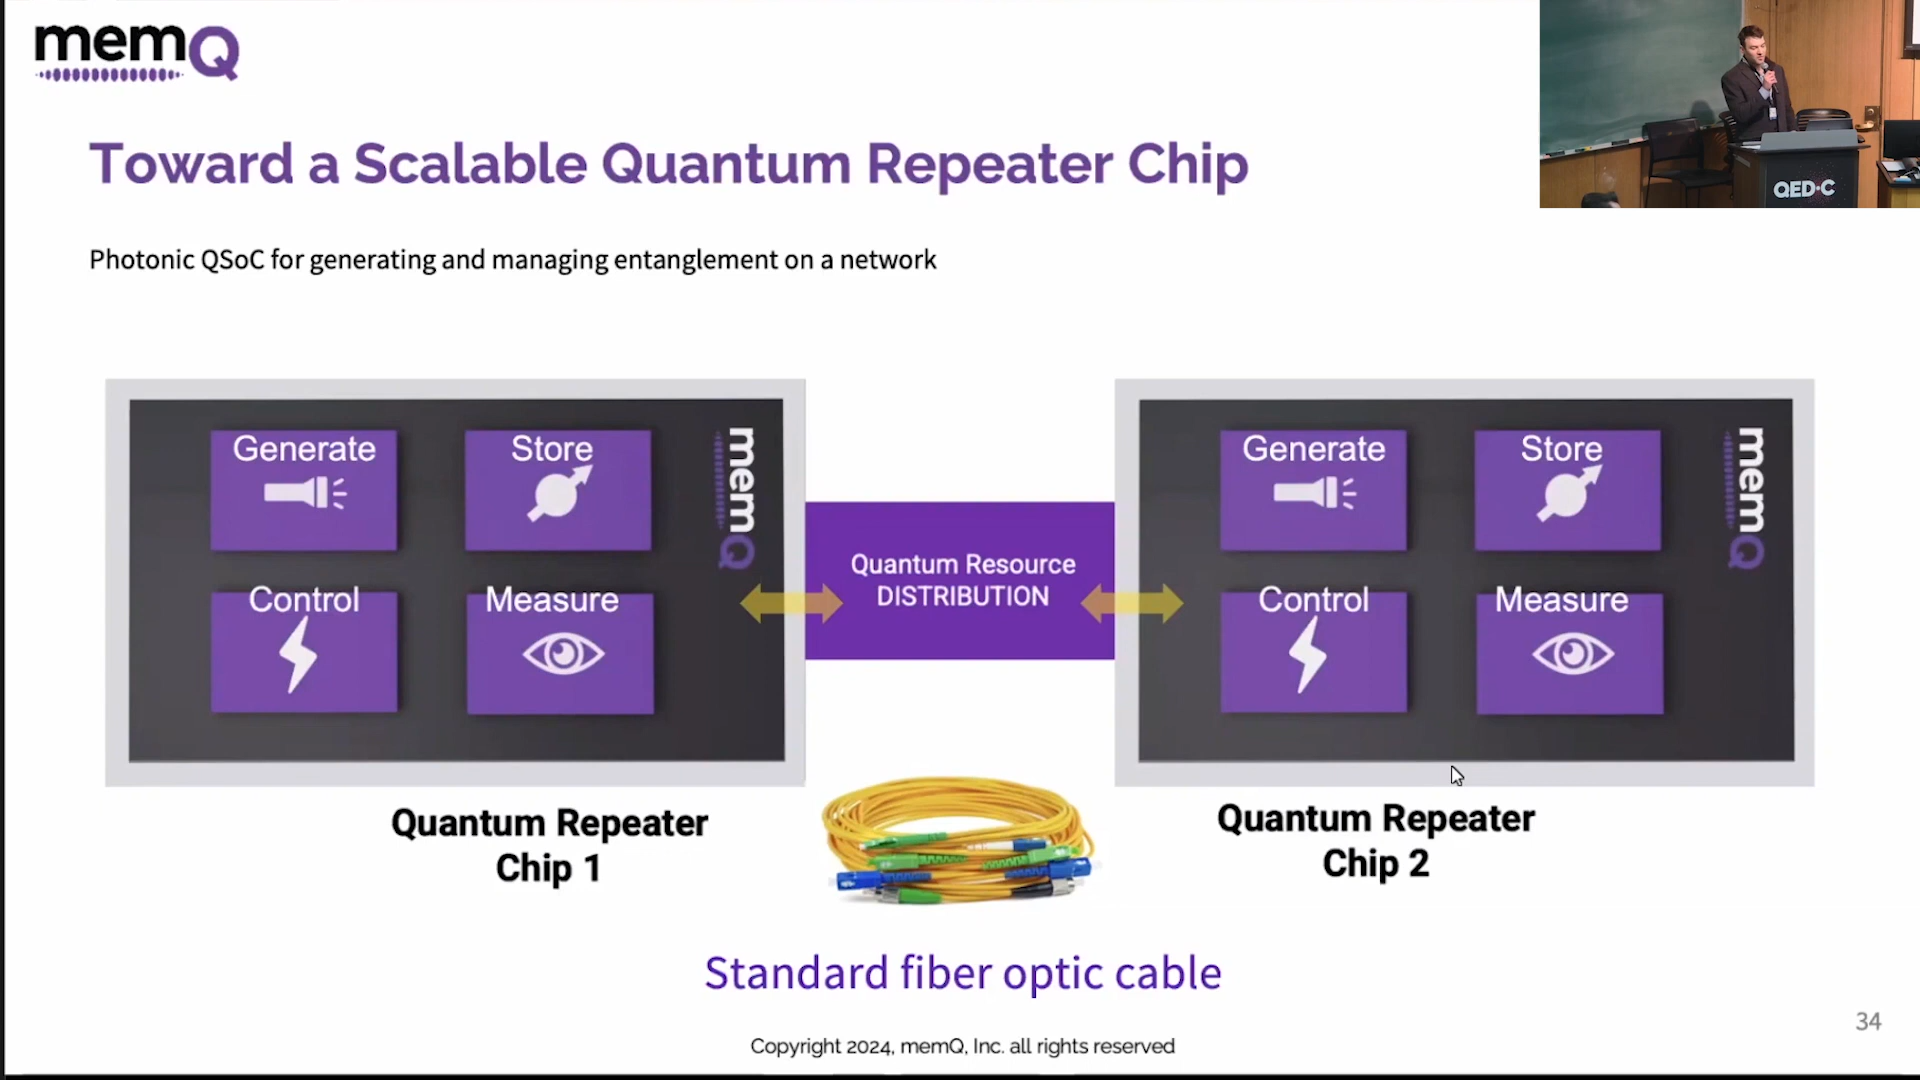 memQ
Toward a Scalable Quantum Repeater Chip
Photonic QSoC for generating and managing entanglement on a network
QED·C
Generate
Store
Control
Measure
memQ
Quantum Resource
DISTRIBUTION
Generate
Store
Control
Measure
memQ
Quantum Repeater
Chip 1
Quantum Repeater
Chip 2
Standard fiber optic cable
34
Copyright 2024, memQ, Inc. all rights reserved